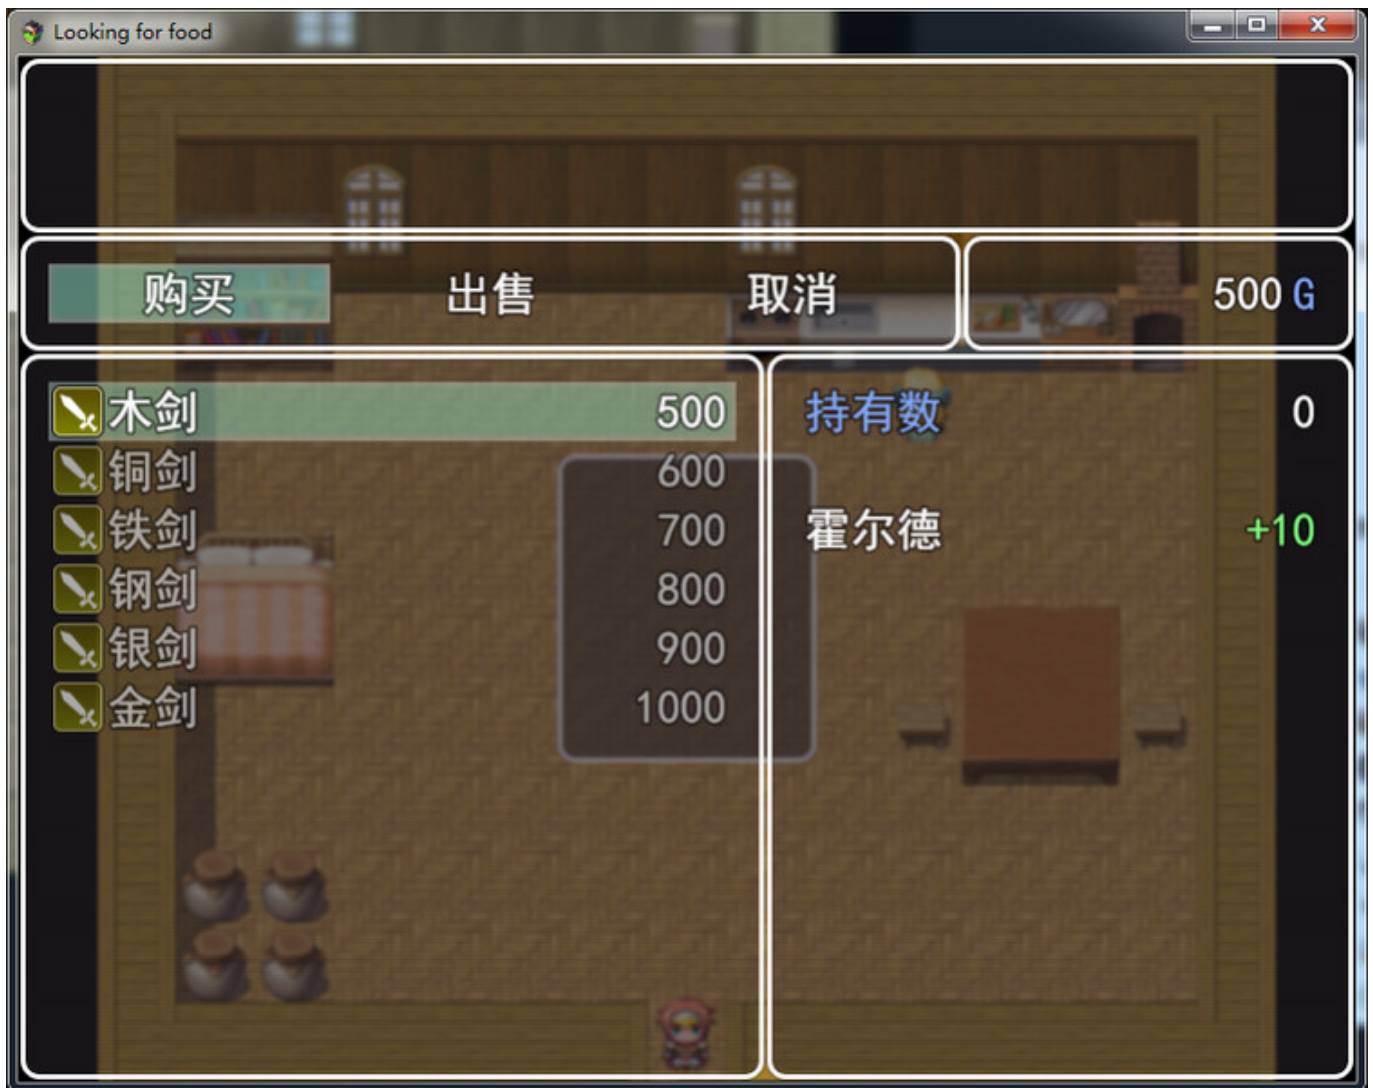 Looking for food
购买 出售 取消 500 G
木剑 500 持有数 0
铜剑 600
铁剑 700 霍尔德 +10
钢剑 800
银剑 900
金剑 1000